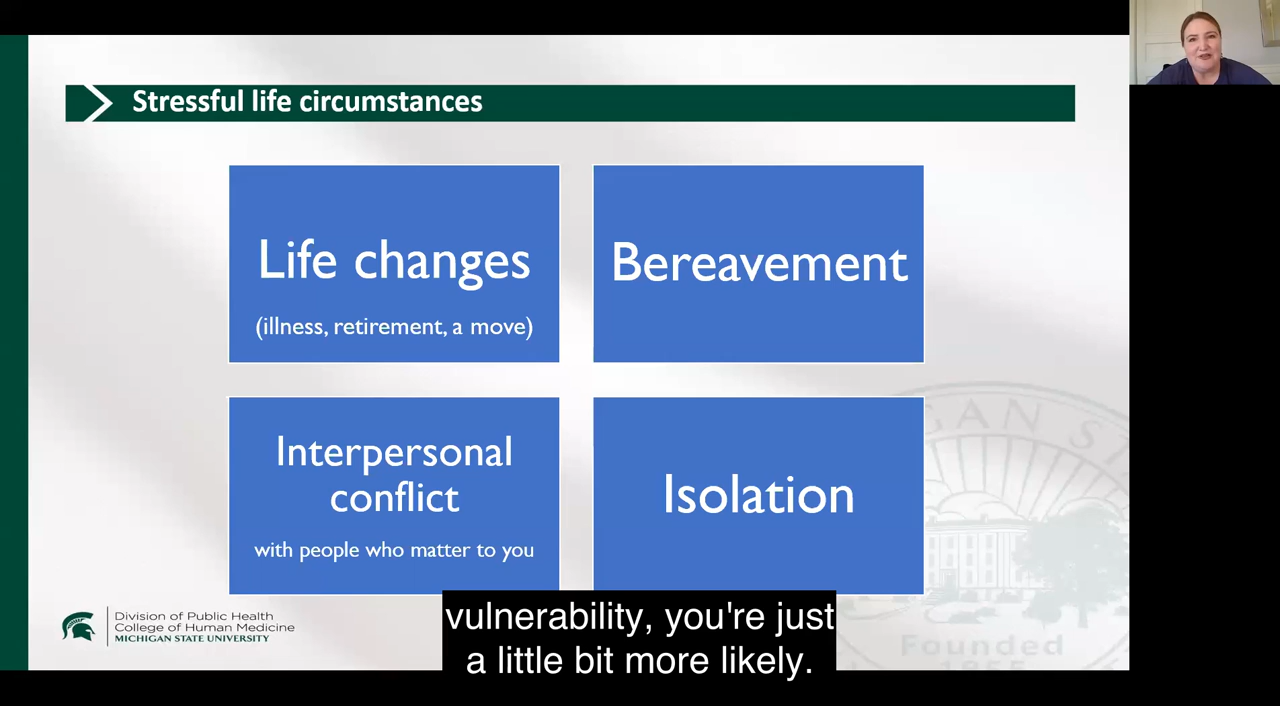 Stressful life circumstances
Life changes
(illness, retirement, a move)
Bereavement
Interpersonal
conflict
with people who matter to you
Isolation
Division of Public Health
College of Human Medicine
MICHIGAN STATE UNIVERSITY
vulnerability, you're just
a little bit more likely.
Founded
1855